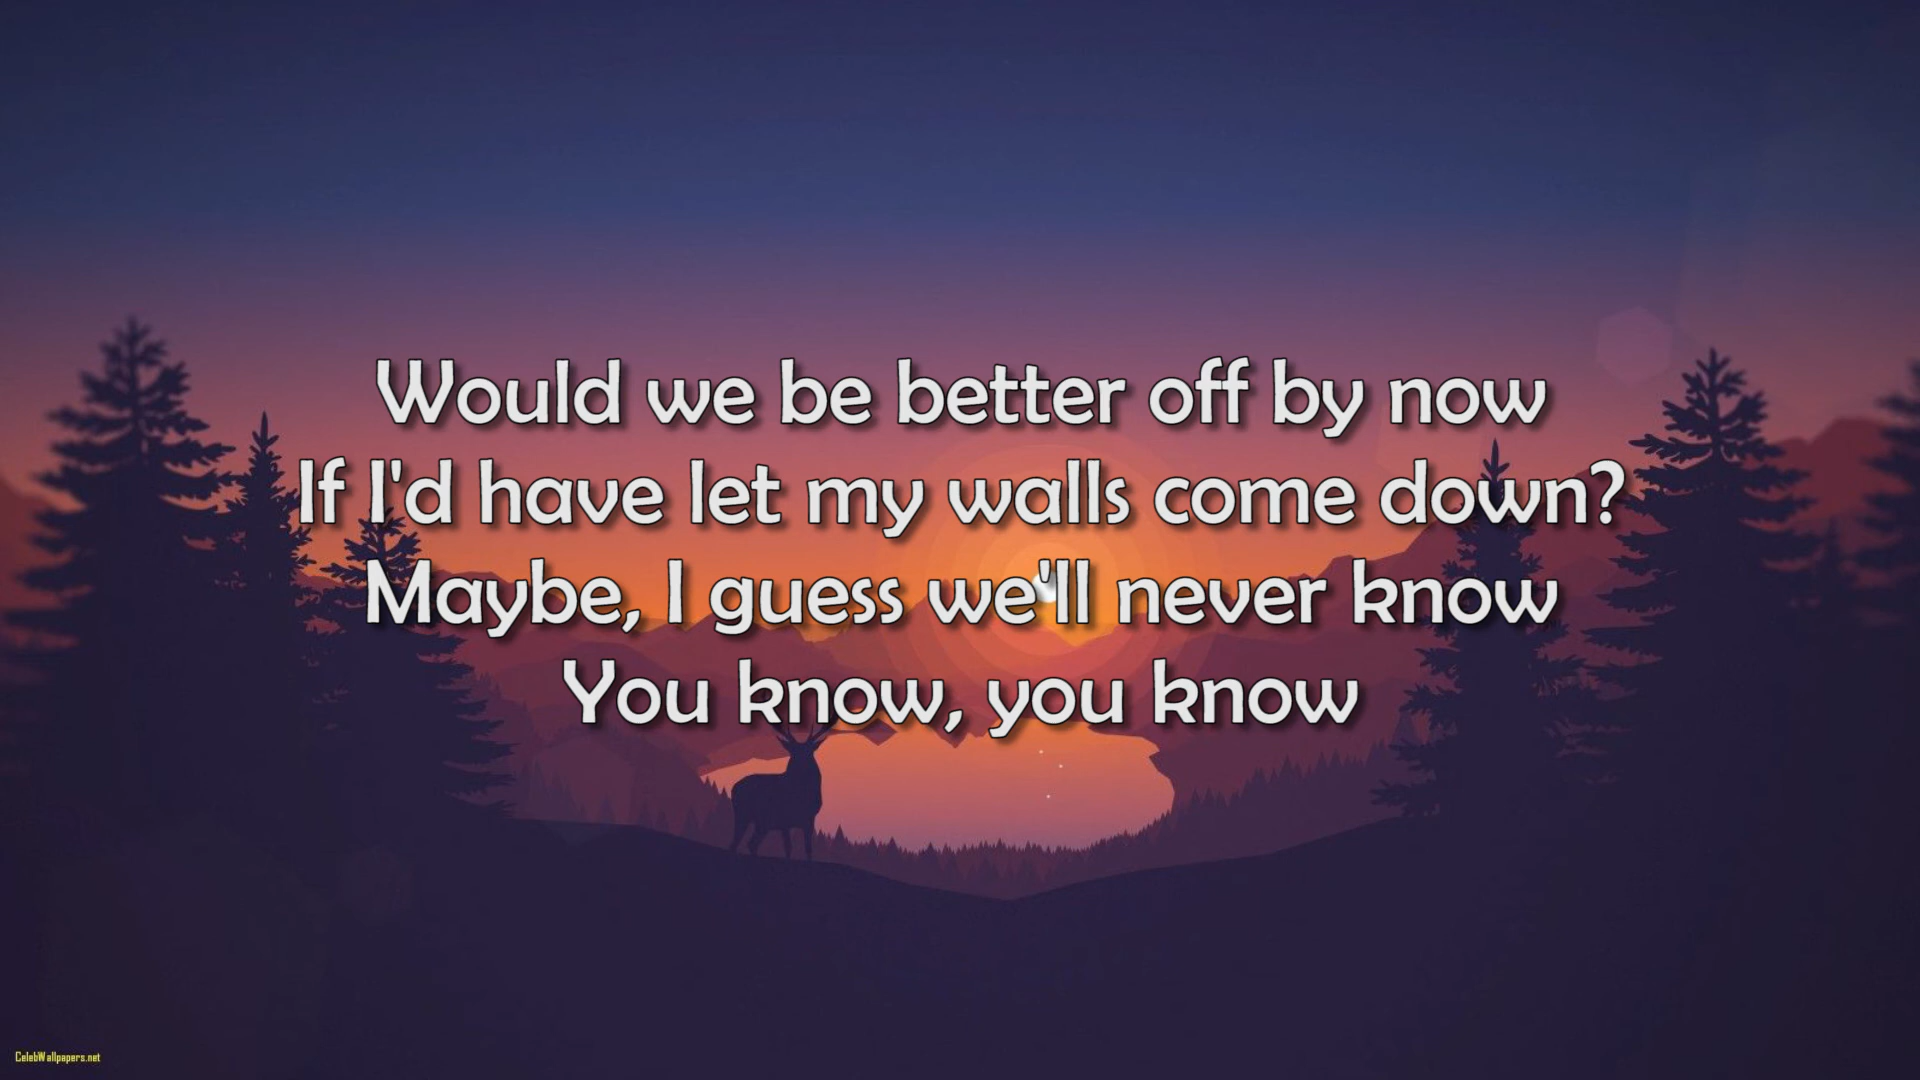 Would we be better off by now
If I'd have let my walls come down?
Maybe, I guess we'll never know
You know, you know
CelebWallpapers.net